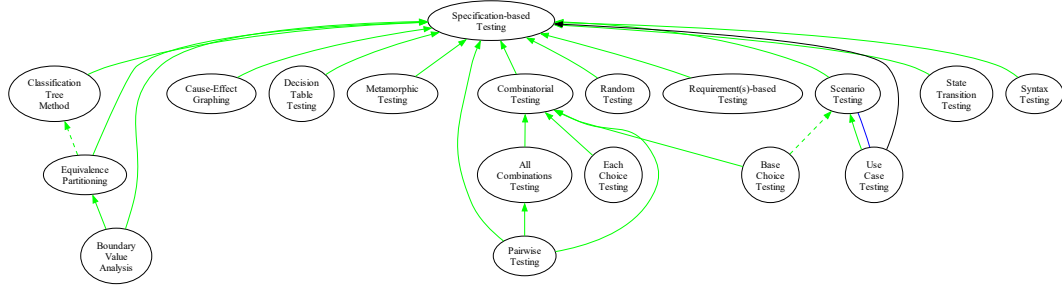 Specification-based
Testing
Classification
Tree
Method
Cause-Effect
Graphing
Decision
Table
Testing
Metamorphic
Testing
Combinatorial
Testing
Random
Testing
Requirement(s)-based
Testing
Scenario
Testing
State
Transition
Testing
Syntax
Testing
Equivalence
Partitioning
All
Combinations
Testing
Each
Choice
Testing
Base
Choice
Testing
Use
Case
Testing
Boundary
Value
Analysis
Pairwise
Testing